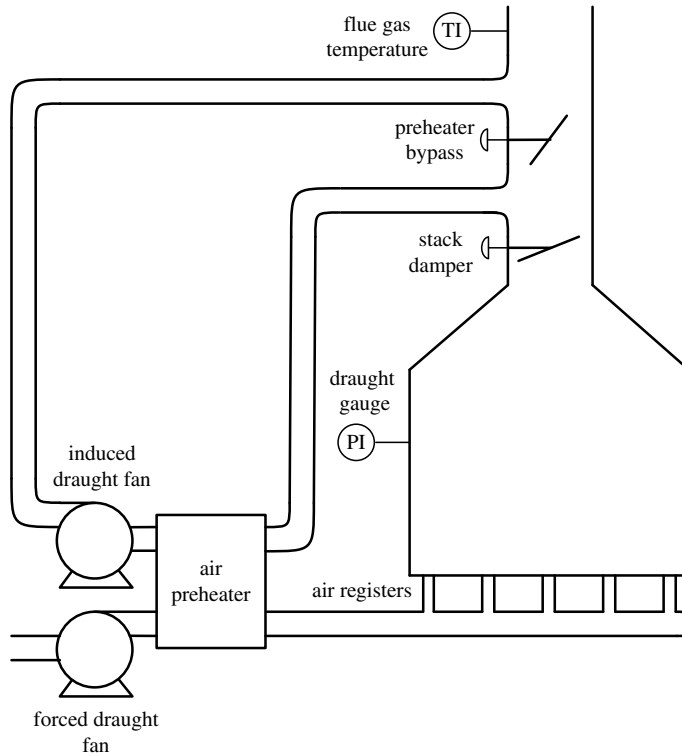 flue gas
temperature
TI
preheater
bypass
stack
damper
draught
gauge
PI
induced
draught fan
air
preheater
air registers
forced draught
fan